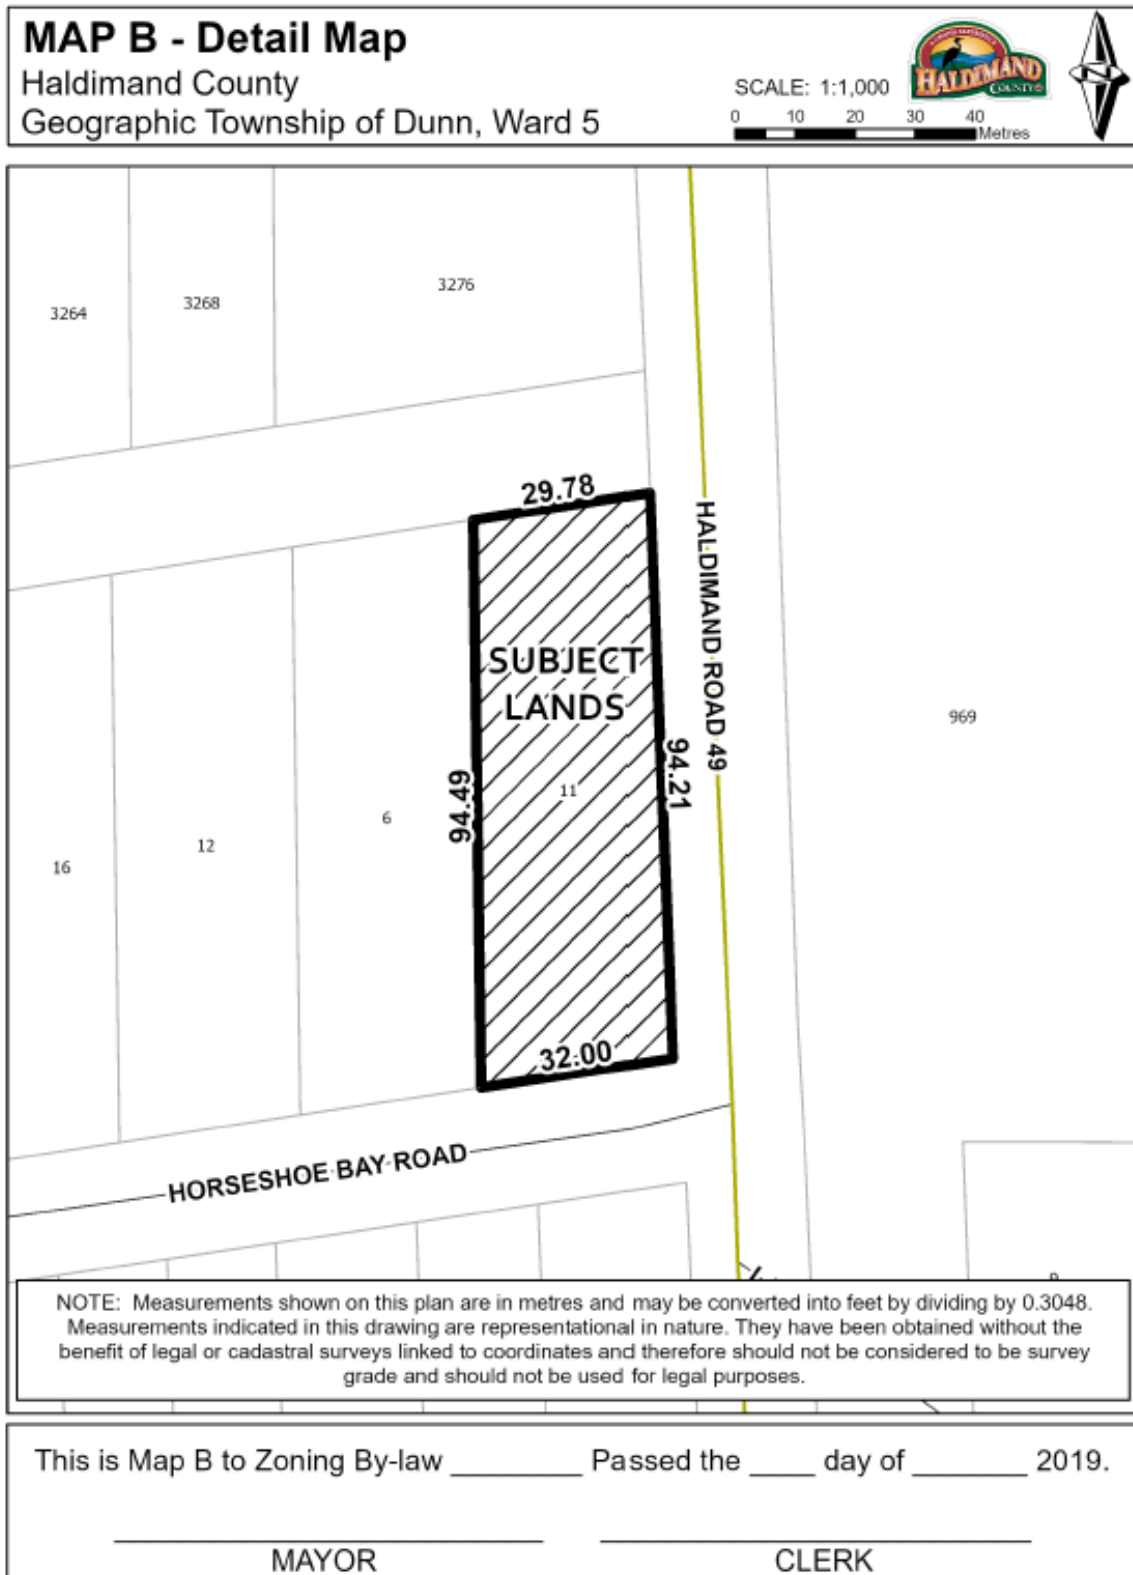 MAP B - Detail Map
Haldimand County
Geographic Township of Dunn, Ward 5
SCALE: 1:1,000
0 10 20 30 40
Metres
HALDIMAND
COUNTY
N
3264
3268
3276
29.78
HALDIMAND ROAD 49
SUBJECT
LANDS
969
94.49
94.21
11
6
12
16
32.00
HORSESHOE BAY ROAD
NOTE: Measurements shown on this plan are in metres and may be converted into feet by dividing by 0.3048.
Measurements indicated in this drawing are representational in nature. They have been obtained without the
benefit of legal or cadastral surveys linked to coordinates and therefore should not be considered to be survey
grade and should not be used for legal purposes.
This is Map B to Zoning By-law ________ Passed the ____ day of _______ 2019.
MAYOR
CLERK